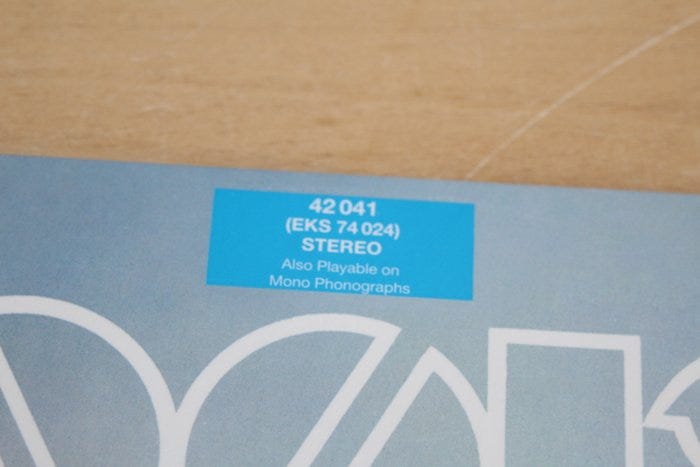 42 041
(EKS 74 024)
STEREO
Also Playable on
Mono Phonographs